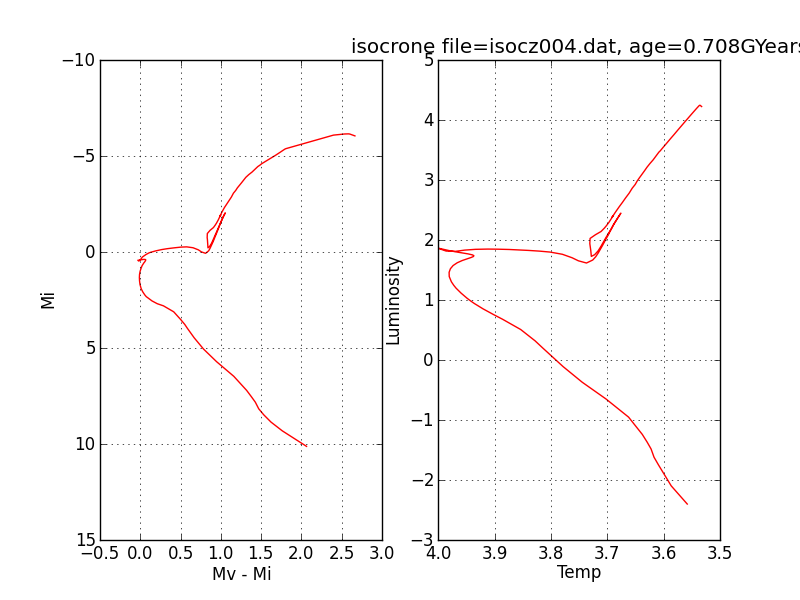 isocrone file=isocz004.dat, age=0.708GYears
−10
−5
0
5
10
15
Mi
−0.5 0.0 0.5 1.0 1.5 2.0 2.5 3.0
Mv - Mi
5
4
3
2
1
0
−1
−2
−3
Luminosity
4.0 3.9 3.8 3.7 3.6 3.5
Temp